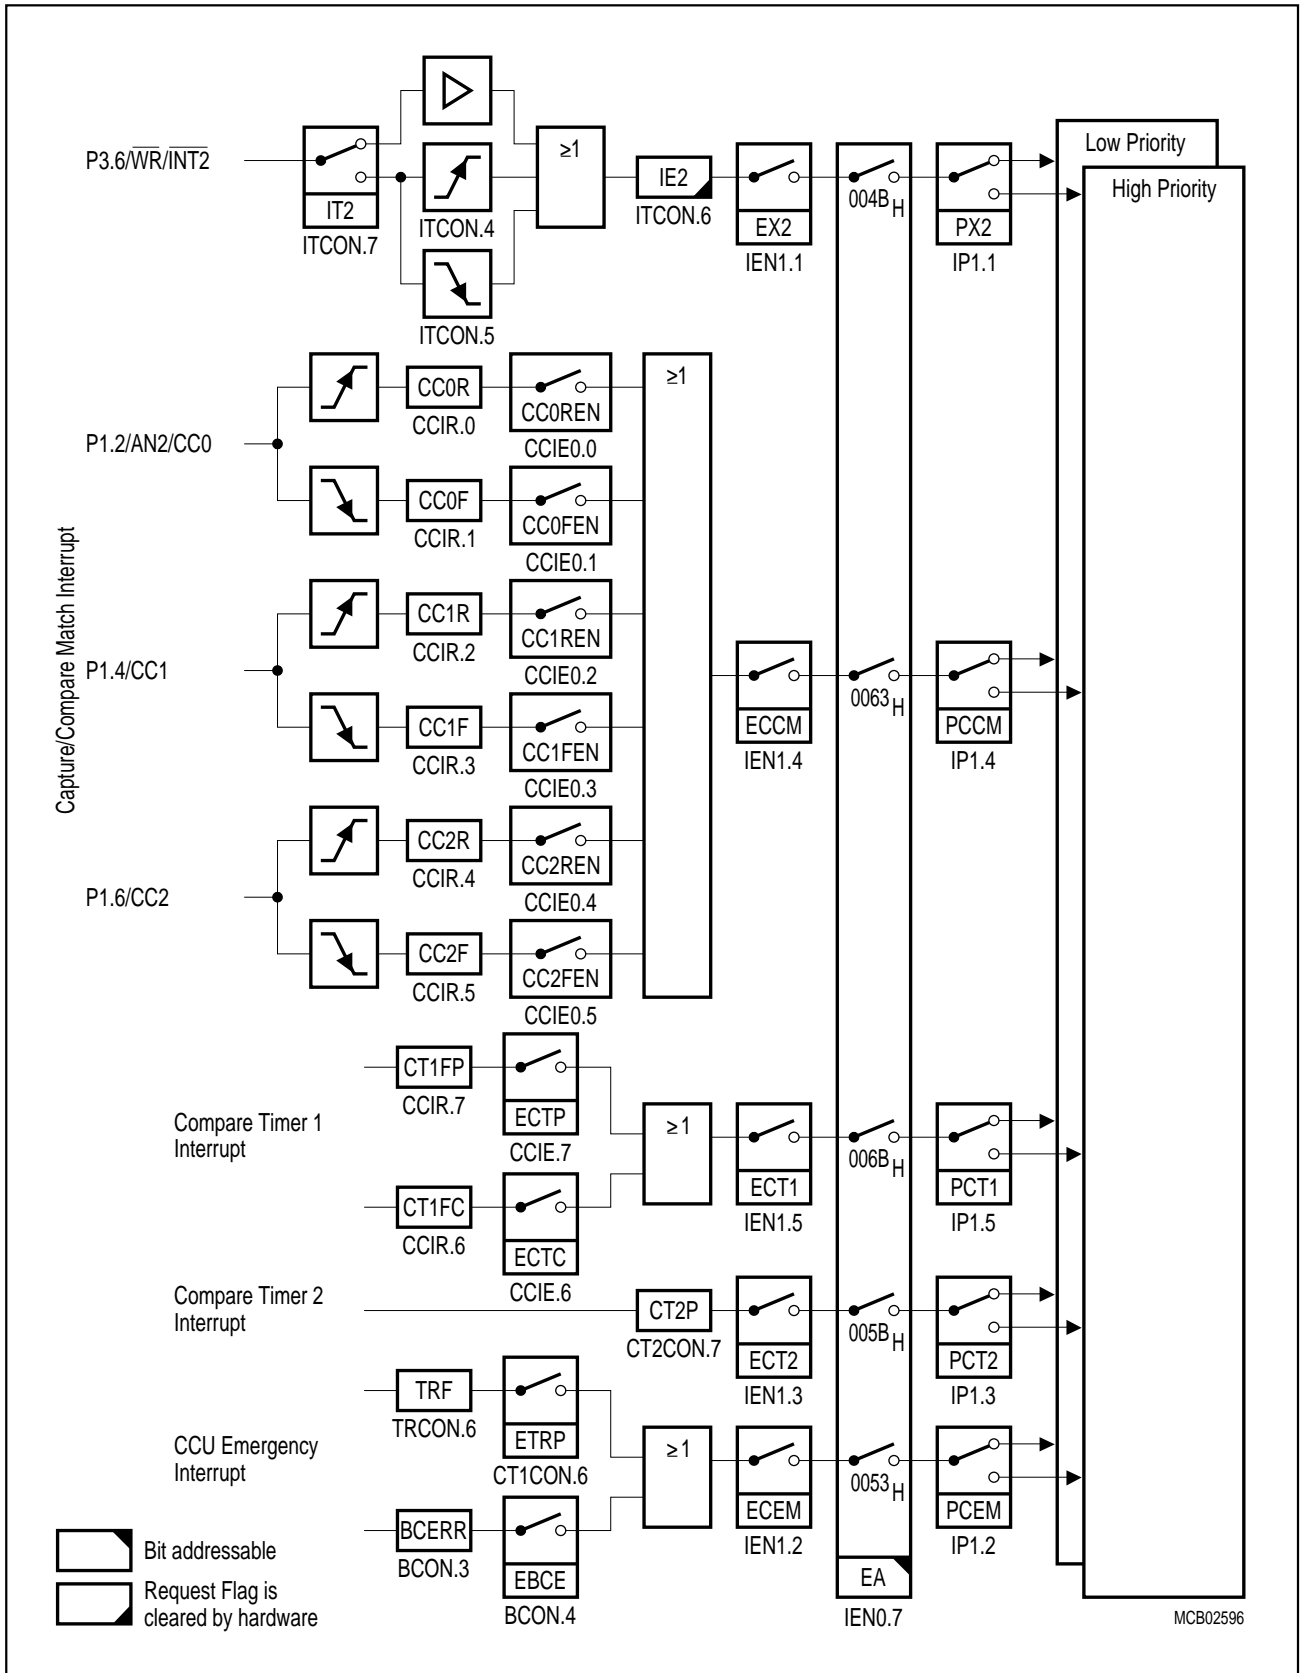 Low Priority
High Priority
P3.6/WR/INT2
IT2
ITCON.7
ITCON.4
ITCON.5
≥1
IE2
ITCON.6
EX2
IEN1.1
004B H
PX2
IP1.1
Capture/Compare Match Interrupt
P1.2/AN2/CC0
CC0R
CCIR.0
CC0REN
CCIE0.0
CC0F
CCIR.1
CC0FEN
CCIE0.1
P1.4/CC1
CC1R
CCIR.2
CC1REN
CCIE0.2
CC1F
CCIR.3
CC1FEN
CCIE0.3
P1.6/CC2
CC2R
CCIR.4
CC2REN
CCIE0.4
CC2F
CCIR.5
CC2FEN
CCIE0.5
≥1
ECCM
IEN1.4
0063 H
PCCM
IP1.4
Compare Timer 1
Interrupt
CT1FP
CCIR.7
ECTP
CCIE.7
CT1FC
CCIR.6
ECTC
CCIE.6
≥1
ECT1
IEN1.5
006B H
PCT1
IP1.5
Compare Timer 2
Interrupt
CT2P
CT2CON.7
ECT2
IEN1.3
005B H
PCT2
IP1.3
CCU Emergency
Interrupt
TRF
TRCON.6
ETRP
CT1CON.6
BCERR
BCON.3
EBCE
BCON.4
≥1
ECEM
IEN1.2
0053 H
PCEM
IP1.2
EA
IEN0.7
Bit addressable
Request Flag is
cleared by hardware
MCB02596